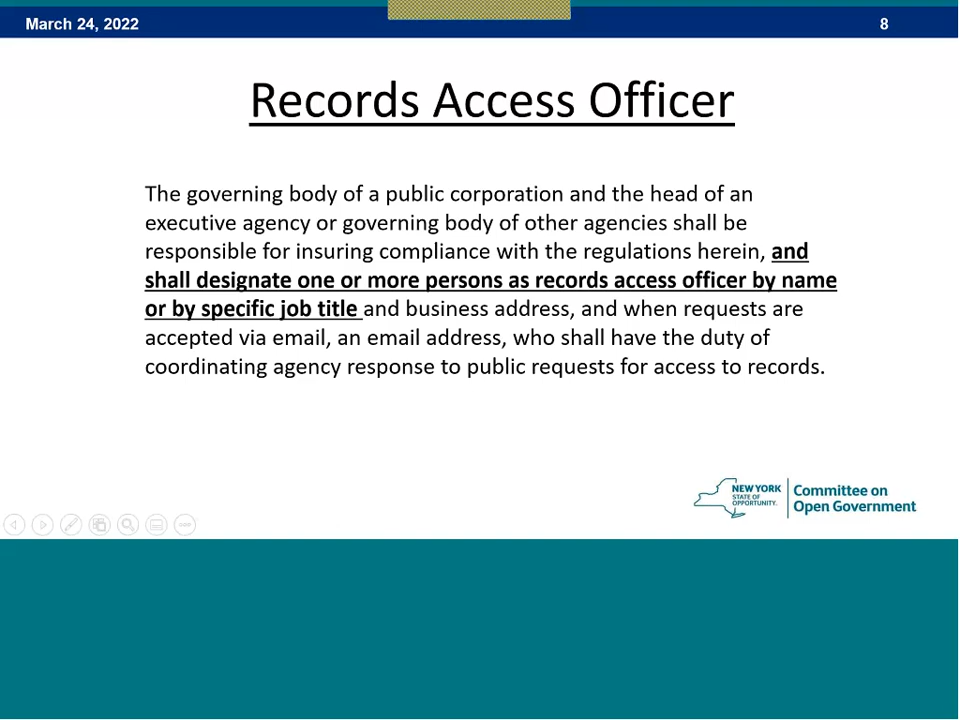 March 24, 2022
8
Records Access Officer
The governing body of a public corporation and the head of an
executive agency or governing body of other agencies shall be
responsible for insuring compliance with the regulations herein, and
shall designate one or more persons as records access officer by name
or by specific job title and business address, and when requests are
accepted via email, an email address, who shall have the duty of
coordinating agency response to public requests for access to records.
NEW YORK
STATE OF
OPPORTUNITY.
Committee on
Open Government